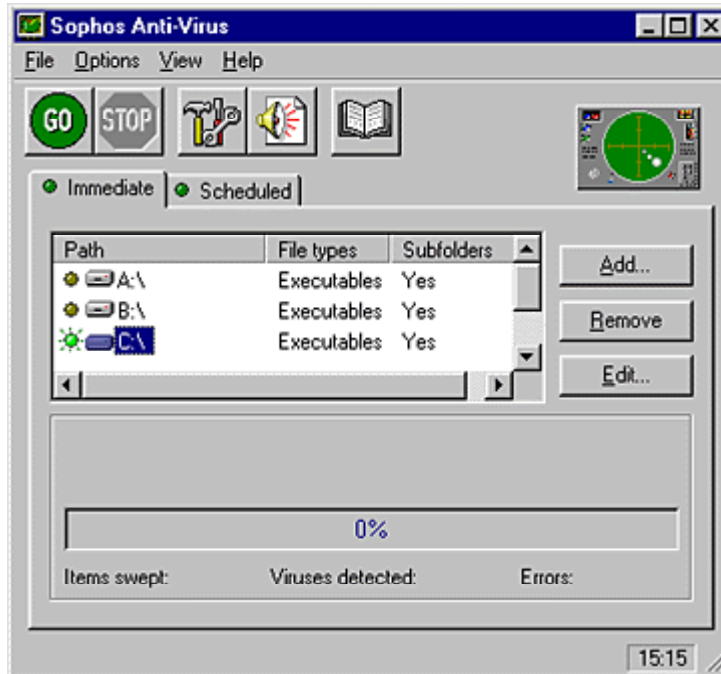 Sophos Anti-Virus
File Options View Help
GO STOP
Immediate Scheduled
Path File types Subfolders
A:\ Executables Yes
B:\ Executables Yes
C:\ Executables Yes
Add...
Remove
Edit...
0%
Items swept: Viruses detected: Errors:
15:15